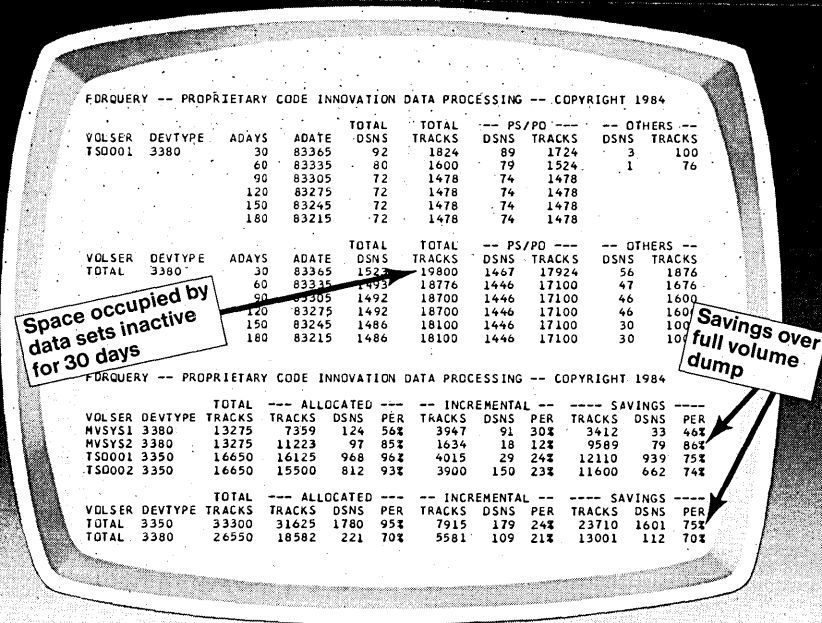 FDRQUERY -- PROPRIETARY CODE INNOVATION DATA PROCESSING -- COPYRIGHT 1984
TOTAL TOTAL -- PS/PO --- -- OTHERS --
VOLSER DEVTYPE ADAYS ADATE DSNS TRACKS DSNS TRACKS DSNS TRACKS
TSO001 3380 30 83365 92 1824 89 1724 3 100
60 83335 80 1600 79 1524 1 76
90 83305 72 1478 74 1478
120 83275 72 1478 74 1478
150 83245 72 1478 74 1478
180 83215 72 1478 74 1478
TOTAL TOTAL -- PS/PO --- -- OTHERS --
VOLSER DEVTYPE ADAYS ADATE DSNS TRACKS DSNS TRACKS DSNS TRACKS
TOTAL 3380 30 83365 1523 19800 1467 17924 56 1876
60 83335 1493 18776 1446 17100 47 1676
90 83305 1492 18700 1446 17100 46 1600
120 83275 1492 18700 1446 17100 46
150 83245 1486 18100 1446 17100 30
180 83215 1486 18100 1446 17100 30
Space occupied by
data sets inactive
for 30 days
Savings over
full volume
dump
FDRQUERY -- PROPRIETARY CODE INNOVATION DATA PROCESSING -- COPYRIGHT 1984
TOTAL --- ALLOCATED --- -- INCREMENTAL -- ---- SAVINGS ----
VOLSER DEVTYPE TRACKS TRACKS DSNS PER TRACKS DSNS PER TRACKS DSNS PER
MVSYS1 3380 13275 7359 124 56% 3947 91 30% 3412 33 46%
MVSYS2 3380 13275 11223 97 85% 1634 18 12% 9589 79 86%
TSO001 3350 16650 16125 968 96% 4015 29 24% 12110 939 75%
TSO002 3350 16650 15500 812 93% 3900 150 23% 11600 662 74%
TOTAL --- ALLOCATED --- -- INCREMENTAL -- ---- SAVINGS ----
VOLSER DEVTYPE TRACKS TRACKS DSNS PER TRACKS DSNS PER TRACKS DSNS PER
TOTAL 3350 33300 31625 1780 95% 7915 179 24% 23710 1601 75%
TOTAL 3380 26550 18582 221 70% 5581 109 21% 13001 112 70%